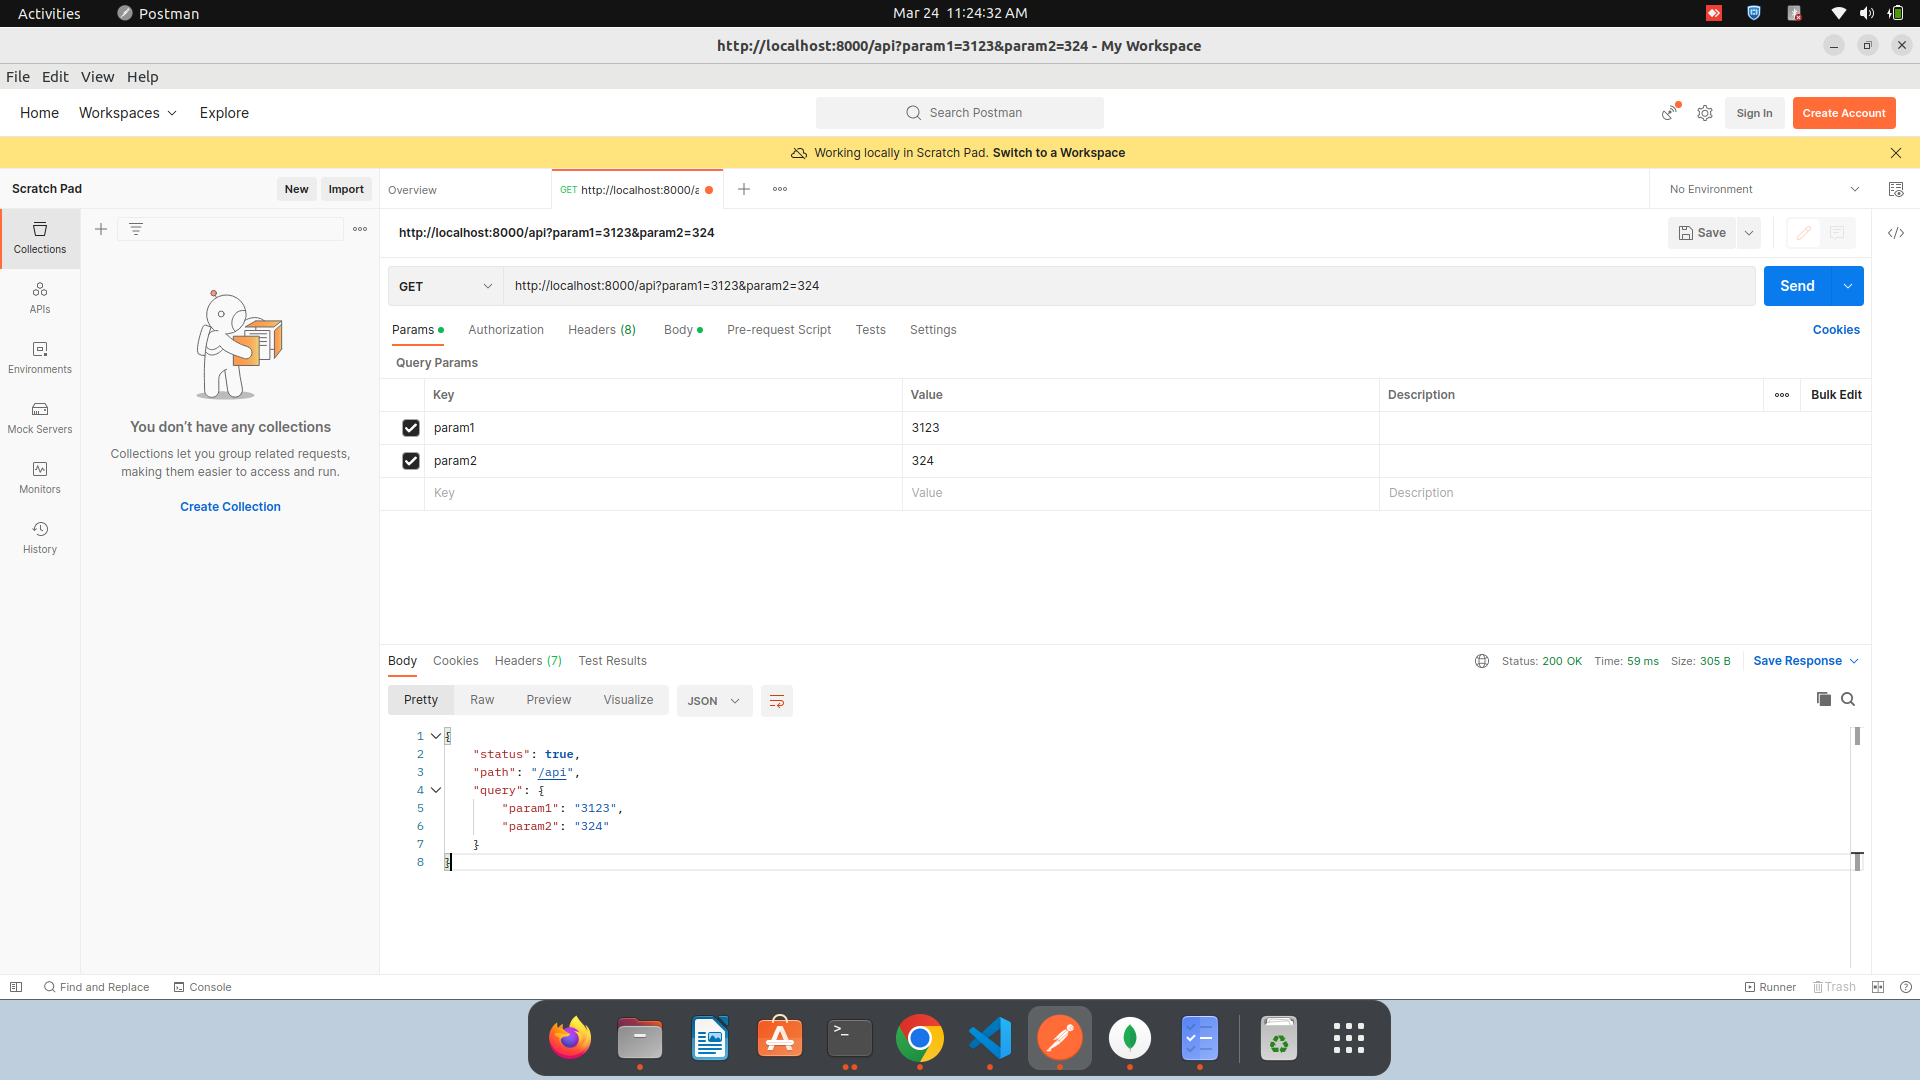 Activities
Postman
Mar 24 11:24:32 AM
http://localhost:8000/api?param1=3123&param2=324 - My Workspace
File Edit View Help
Home Workspaces Explore
Search Postman
Sign In
Create Account
Working locally in Scratch Pad. Switch to a Workspace
Scratch Pad
New
Import
Overview
GET http://localhost:8000/a
No Environment
Collections
APIs
Environments
Mock Servers
Monitors
History
You don't have any collections
Collections let you group related requests,
making them easier to access and run.
Create Collection
http://localhost:8000/api?param1=3123&param2=324
Save
GET
http://localhost:8000/api?param1=3123&param2=324
Send
Params Authorization Headers (8) Body Pre-request Script Tests Settings
Cookies
Query Params
Key Value Description Bulk Edit
param1 3123
param2 324
Key Value Description
Body Cookies Headers (7) Test Results
Status: 200 OK Time: 59 ms Size: 305 B Save Response
Pretty Raw Preview Visualize JSON
1 {
2 "status": true,
3 "path": "/api",
4 "query": {
5 "param1": "3123",
6 "param2": "324"
7 }
8 }
Find and Replace Console
Runner Trash